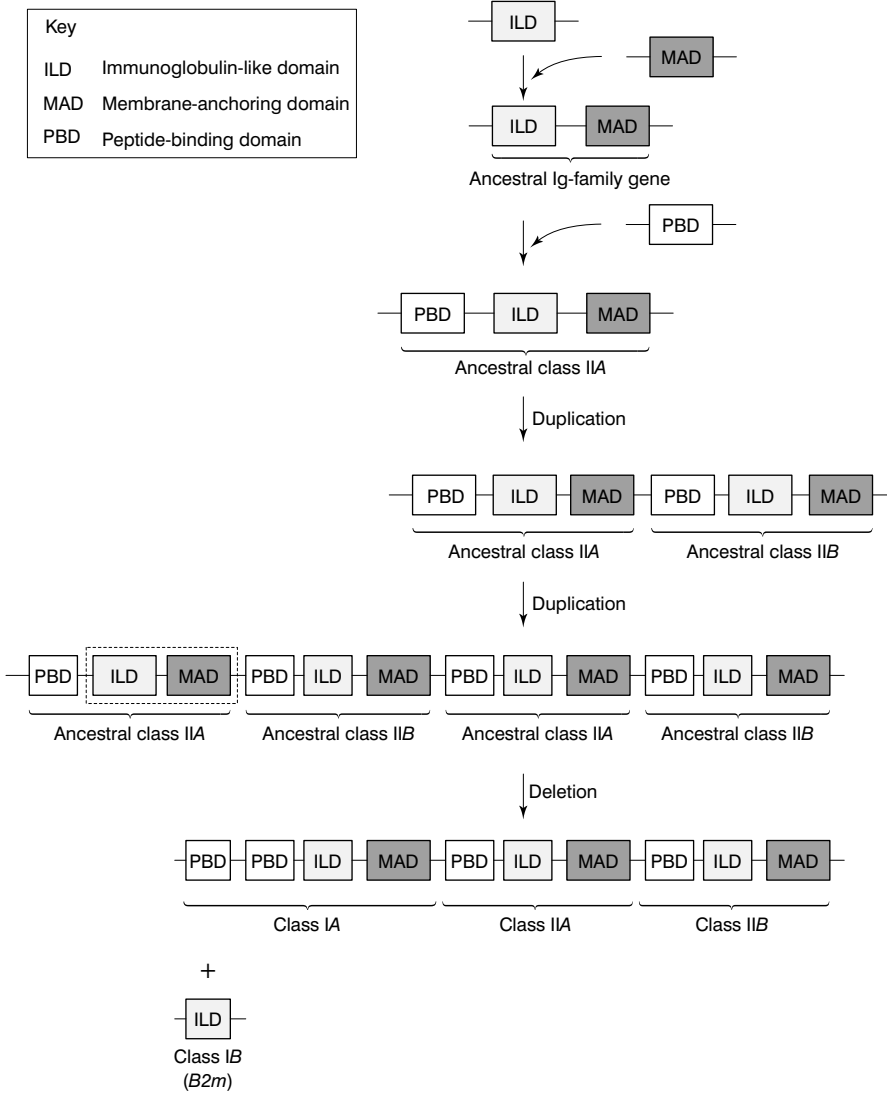 Key
ILD Immunoglobulin-like domain
MAD Membrane-anchoring domain
PBD Peptide-binding domain
ILD
MAD
ILD MAD
Ancestral Ig-family gene
PBD
PBD ILD MAD
Ancestral class IIA
Duplication
PBD ILD MAD PBD ILD MAD
Ancestral class IIA Ancestral class IIB
Duplication
PBD ILD MAD PBD ILD MAD PBD ILD MAD PBD ILD MAD
Ancestral class IIA Ancestral class IIB Ancestral class IIA Ancestral class IIB
Deletion
PBD PBD ILD MAD PBD ILD MAD PBD ILD MAD
Class IA Class IIA Class IIB
+
ILD
Class IB
(B2m)